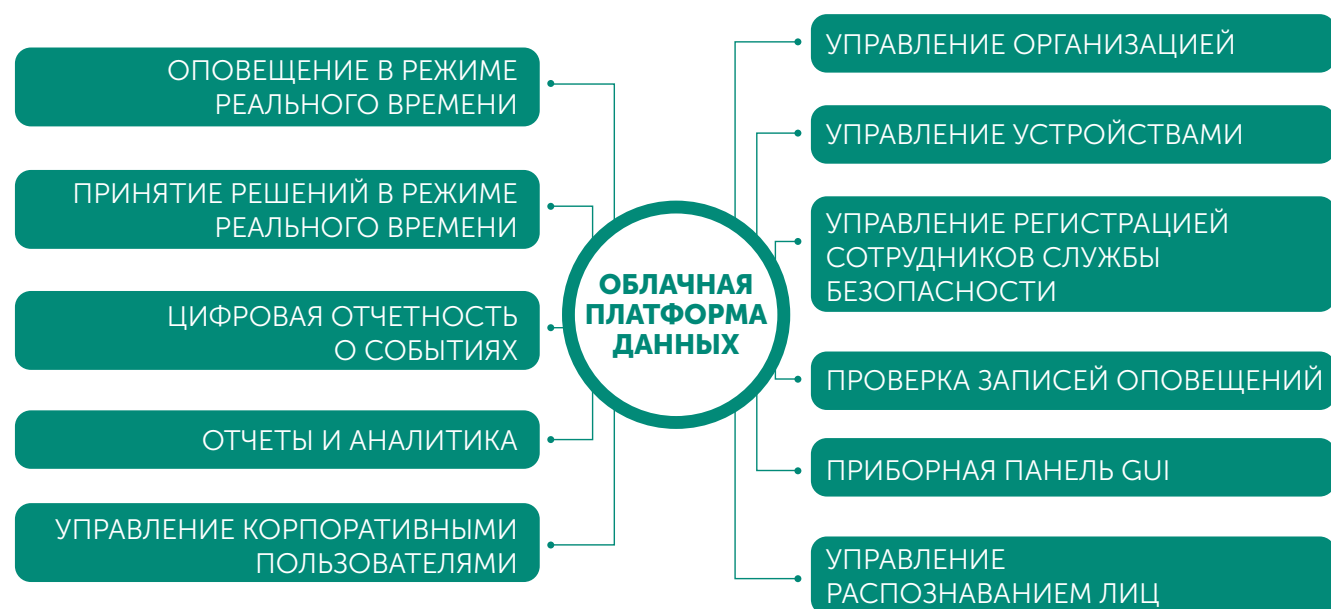 ОПОВЕЩЕНИЕ В РЕЖИМЕ
РЕАЛЬНОГО ВРЕМЕНИ
ПРИНЯТИЕ РЕШЕНИЙ В РЕЖИМЕ
РЕАЛЬНОГО ВРЕМЕНИ
ЦИФРОВАЯ ОТЧЕТНОСТЬ
О СОБЫТИЯХ
ОТЧЕТЫ И АНАЛИТИКА
УПРАВЛЕНИЕ КОРПОРАТИВНЫМИ
ПОЛЬЗОВАТЕЛЯМИ
ОБЛАЧНАЯ
ПЛАТФОРМА
ДАННЫХ
УПРАВЛЕНИЕ ОРГАНИЗАЦИЕЙ
УПРАВЛЕНИЕ УСТРОЙСТВАМИ
УПРАВЛЕНИЕ РЕГИСТРАЦИЕЙ
СОТРУДНИКОВ СЛУЖБЫ
БЕЗОПАСНОСТИ
ПРОВЕРКА ЗАПИСЕЙ ОПОВЕЩЕНИЙ
ПРИБОРНАЯ ПАНЕЛЬ GUI
УПРАВЛЕНИЕ
РАСПОЗНАВАНИЕМ ЛИЦ